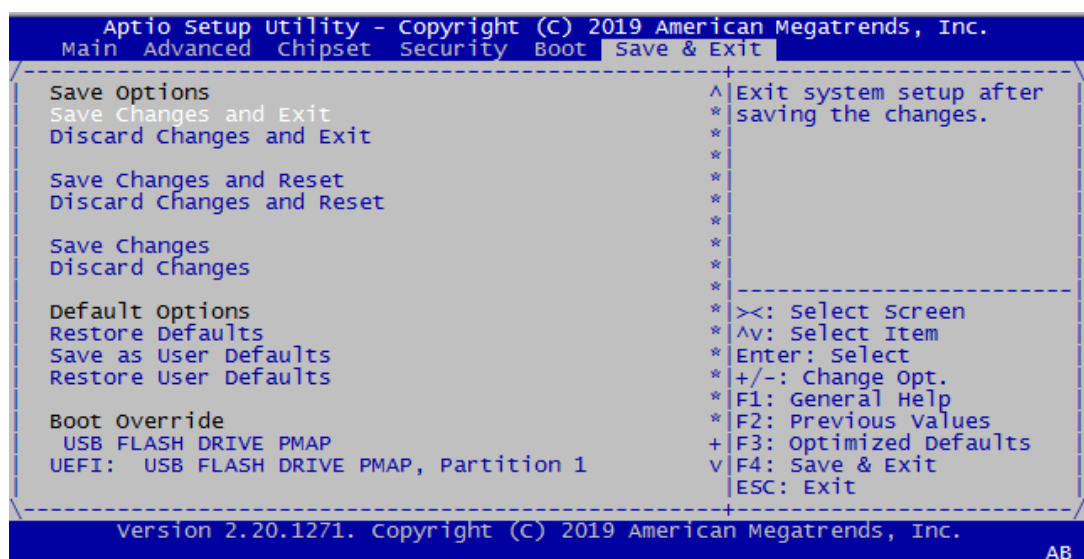 Aptio Setup Utility - Copyright (C) 2019 American Megatrends, Inc.
Main Advanced Chipset Security Boot Save & Exit
Save Options
Save Changes and Exit
Discard Changes and Exit
Save Changes and Reset
Discard Changes and Reset
Save Changes
Discard Changes
Default Options
Restore Defaults
Save as User Defaults
Restore User Defaults
Boot Override
USB FLASH DRIVE PMAP
UEFI: USB FLASH DRIVE PMAP, Partition 1
Exit system setup after
saving the changes.
><: Select Screen
^v: Select Item
Enter: Select
+/-: Change Opt.
F1: General Help
F2: Previous Values
F3: Optimized Defaults
F4: Save & Exit
ESC: Exit
Version 2.20.1271. Copyright (C) 2019 American Megatrends, Inc.
AB